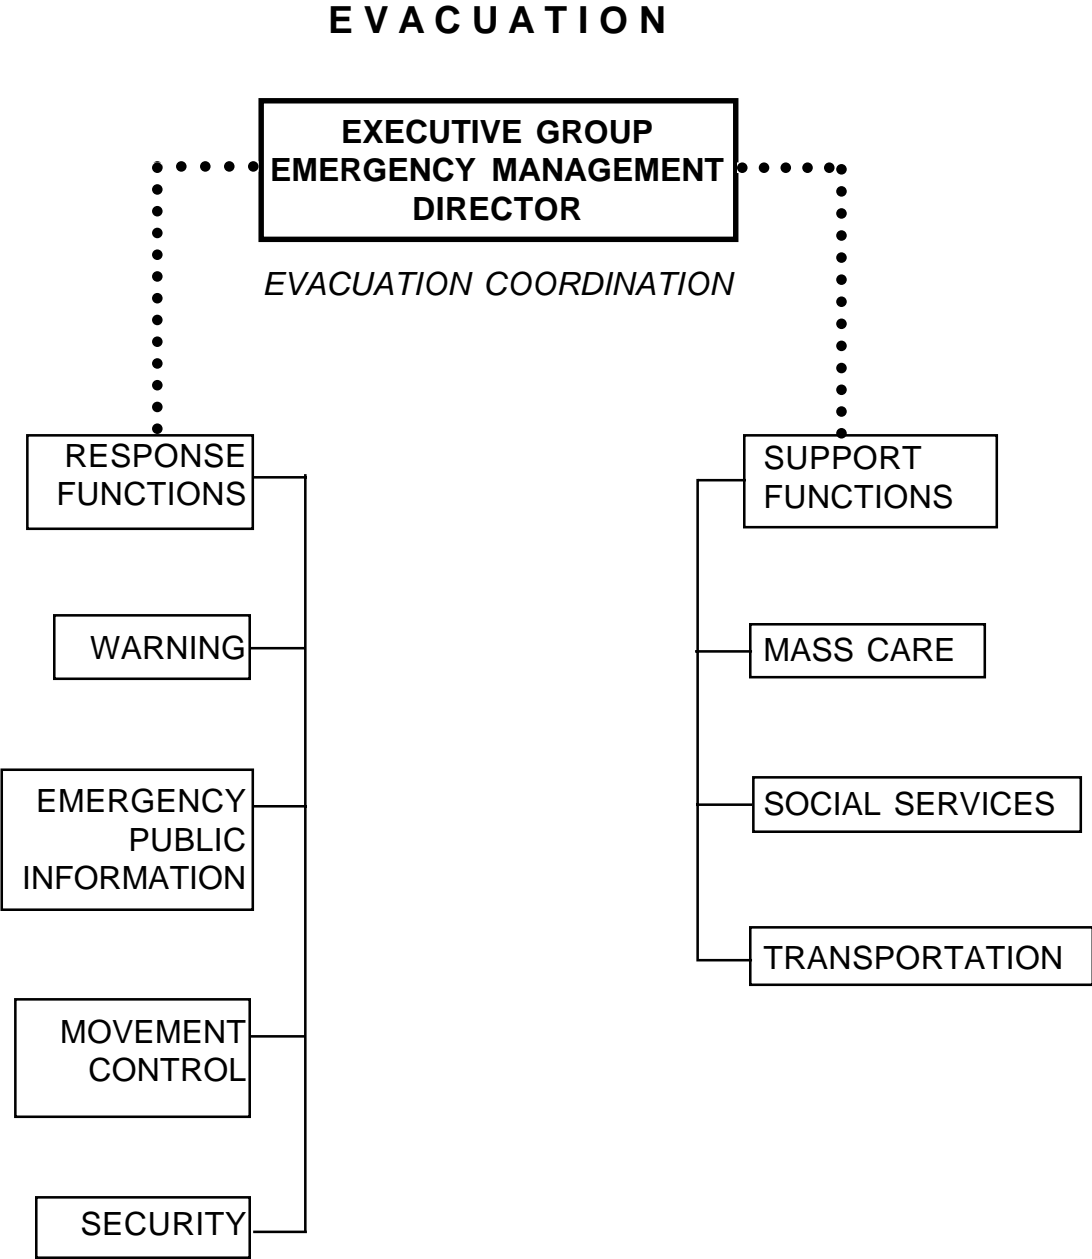 EVACUATION
EXECUTIVE GROUP
EMERGENCY MANAGEMENT
DIRECTOR
EVACUATION COORDINATION
RESPONSE
FUNCTIONS
WARNING
EMERGENCY
PUBLIC
INFORMATION
MOVEMENT
CONTROL
SECURITY
SUPPORT
FUNCTIONS
MASS CARE
SOCIAL SERVICES
TRANSPORTATION